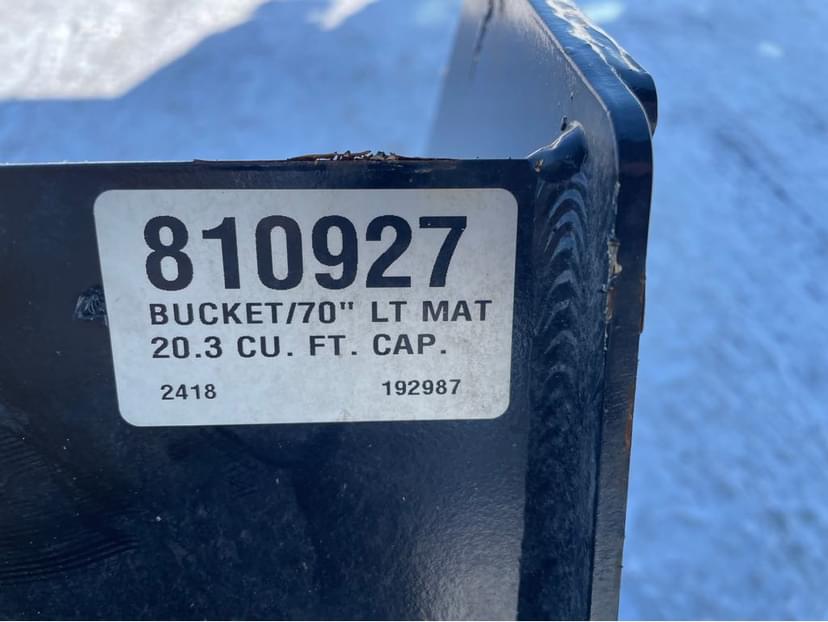 810927
BUCKET/70" LT MAT
20.3 CU. FT. CAP.
2418 192987